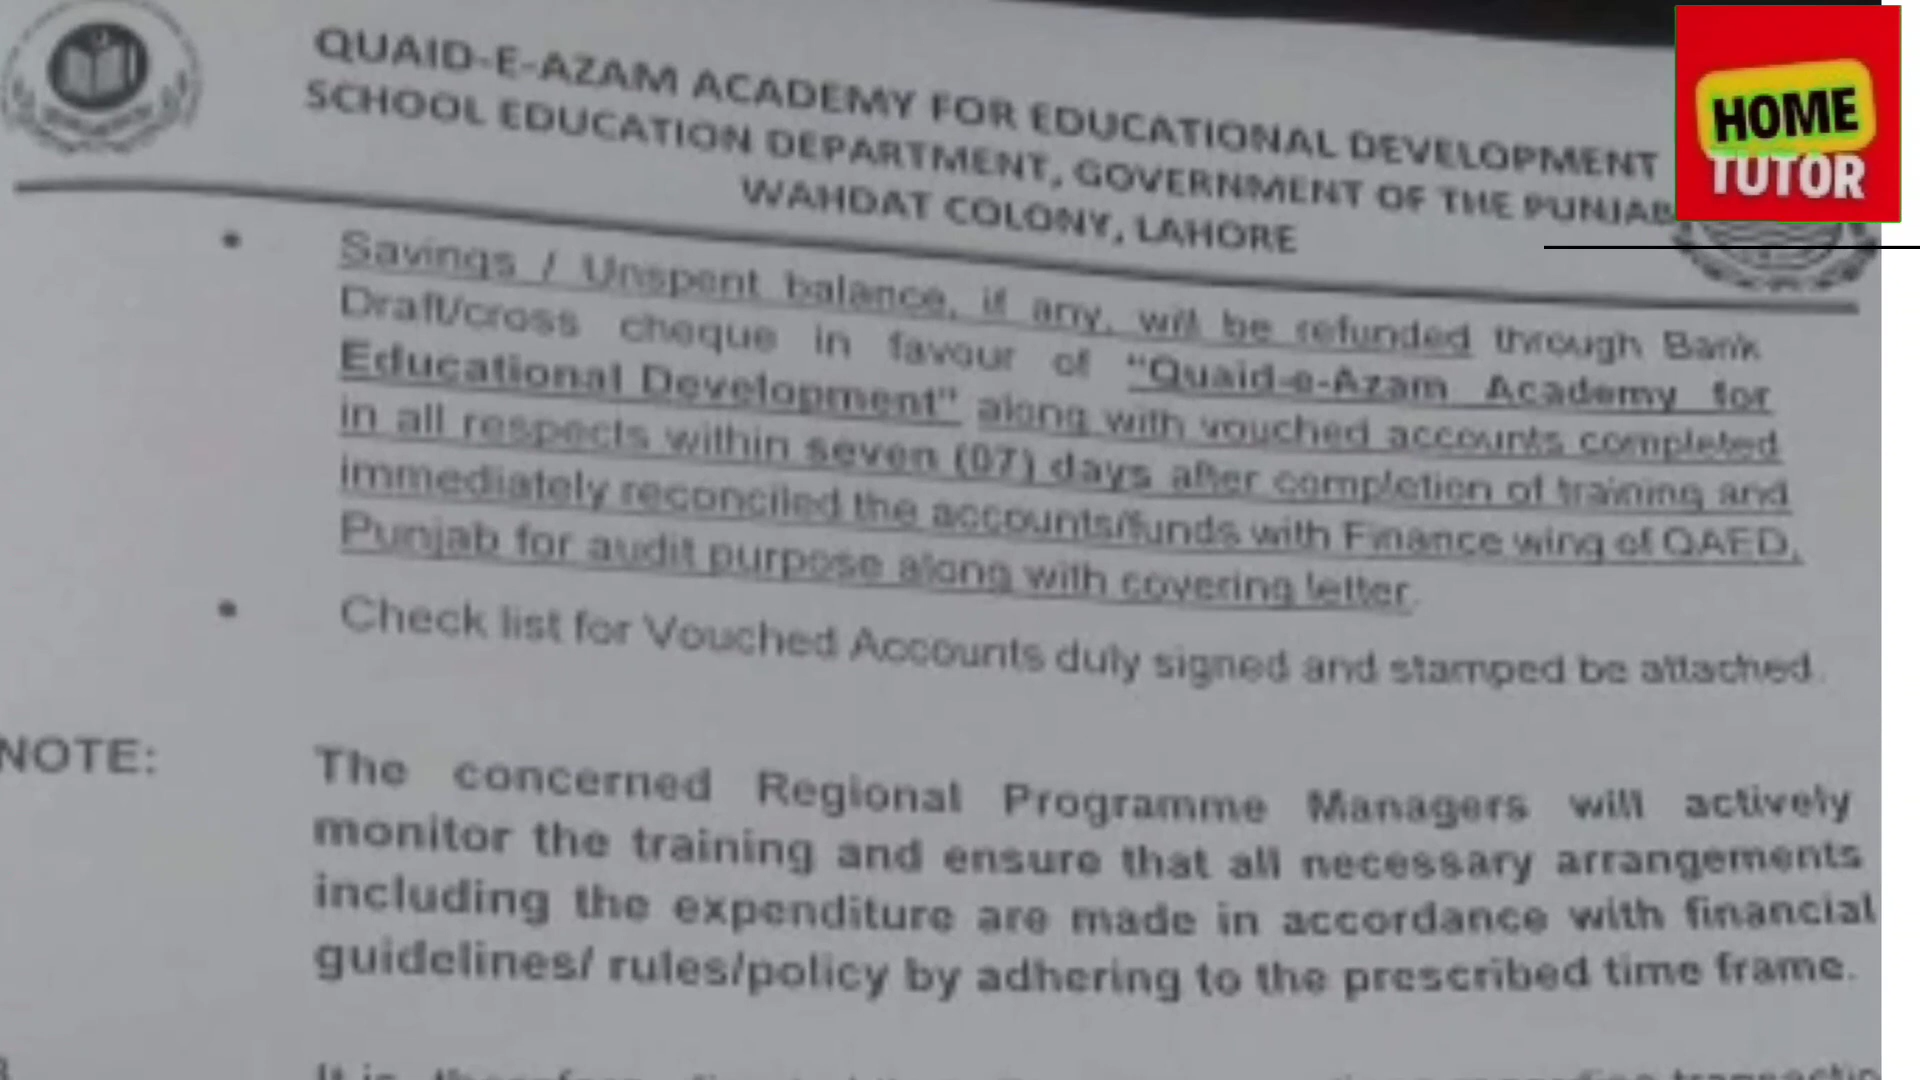 QUAID-E-AZAM ACADEMY FOR EDUCATIONAL DEVELOPMENT
SCHOOL EDUCATION DEPARTMENT, GOVERNMENT OF THE PUNJAB
WAHDAT COLONY, LAHORE
HOME
TUTOR
• Savings / Unspent balance, if any, will be refunded through Bank
Draft/cross cheque in favour of "Quaid-e-Azam Academy for
Educational Development" along with vouched accounts completed
in all respects within seven (07) days after completion of training and
immediately reconciled the accounts/funds with Finance wing of QAED,
Punjab for audit purpose along with covering letter.
• Check list for Vouched Accounts duly signed and stamped be attached.
NOTE: The concerned Regional Programme Managers will actively
monitor the training and ensure that all necessary arrangements
including the expenditure are made in accordance with financial
guidelines/ rules/policy by adhering to the prescribed time frame.
It is therefore